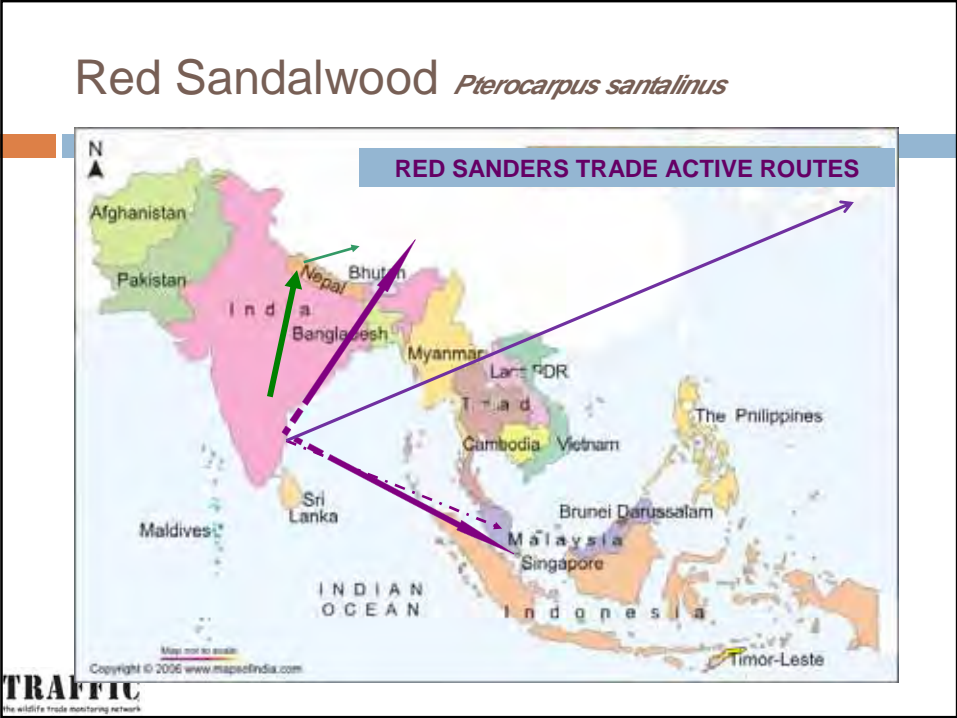 Red Sandalwood Pterocarpus santalinus
RED SANDERS TRADE ACTIVE ROUTES
N
Afghanistan
Pakistan
Nepal
Bhutan
India
Bangladesh
Myanmar
Lao PDR
Cambodia
Vietnam
The Philippines
Sri
Lanka
Maldives
Brunei Darussalam
Malaysia
Singapore
INDIAN
OCEAN
Indonesia
Timor-Leste
Map not to scale
Copyright © 2006 www.mapsofindia.com
TRAFFIC
the wildlife trade monitoring network